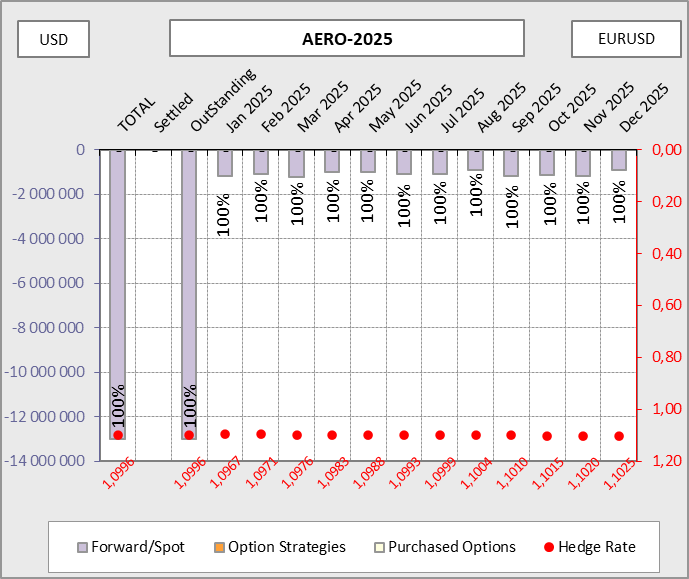 USD
AERO-2025
EURUSD
TOTAL
Settled
OutStanding
Jan 2025
Feb 2025
Mar 2025
Apr 2025
May 2025
Jun 2025
Jul 2025
Aug 2025
Sep 2025
Oct 2025
Nov 2025
Dec 2025
0
-2 000 000
-4 000 000
-6 000 000
-8 000 000
-10 000 000
-12 000 000
-14 000 000
100%
100%
100%
100%
100%
100%
100%
100%
100%
100%
100%
100%
100%
100%
0,00
0,20
0,40
0,60
0,80
1,00
1,20
1,0996
1,0996
1,0967
1,0971
1,0976
1,0983
1,0988
1,0993
1,0999
1,1004
1,1010
1,1015
1,1020
1,1025
Forward/Spot
Option Strategies
Purchased Options
Hedge Rate